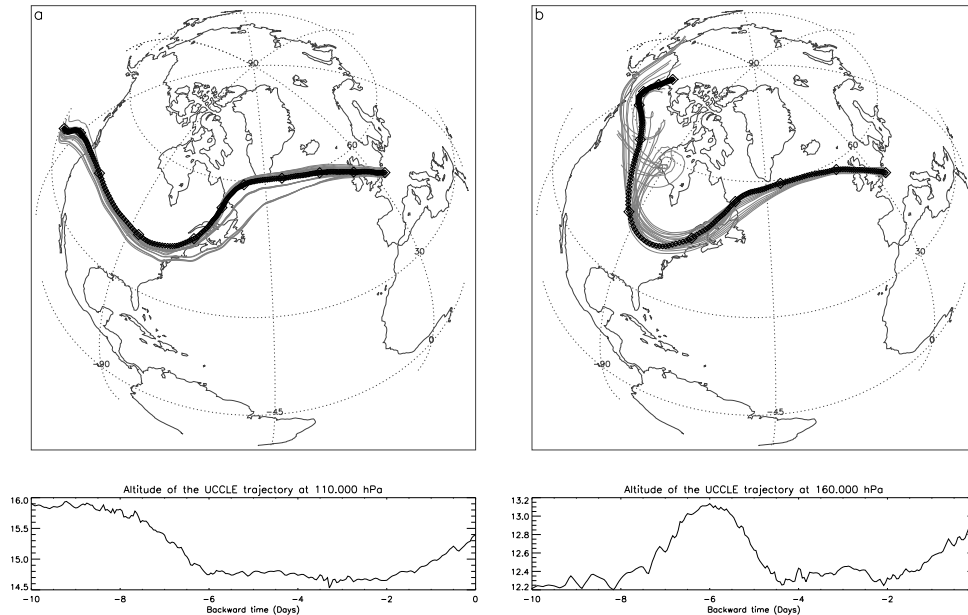 a
90
60
30
0
-90
-45
b
90
60
30
0
-90
-45
Altitude of the UCCLE trajectory at 110.000 hPa
16.0
15.5
15.0
14.5
-10 -8 -6 -4 -2 0
Backward time (Days)
Altitude of the UCCLE trajectory at 160.000 hPa
13.2
13.0
12.8
12.6
12.4
12.2
-10 -8 -6 -4 -2
Backward time (Days)